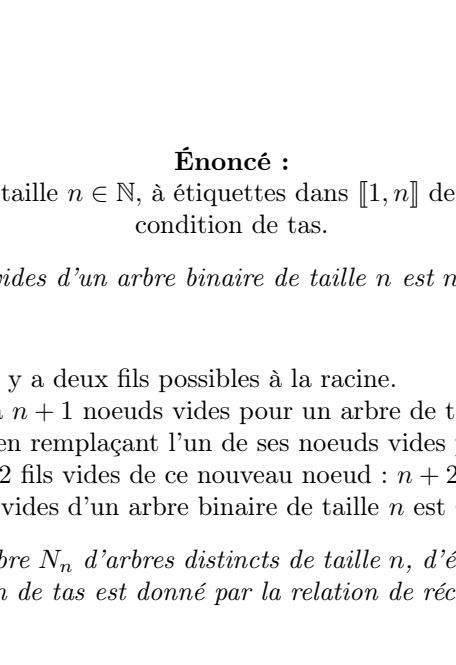 Énoncé :
taille n ∈ ℕ, à étiquettes dans ⟦1, n⟧ de
condition de tas.
vides d'un arbre binaire de taille n est n
y a deux fils possibles à la racine.
n + 1 noeuds vides pour un arbre de t
en remplaçant l'un de ses noeuds vides
2 fils vides de ce nouveau noeud : n + 2
vides d'un arbre binaire de taille n est
bre Nₙ d'arbres distincts de taille n, d'é
n de tas est donné par la relation de réc